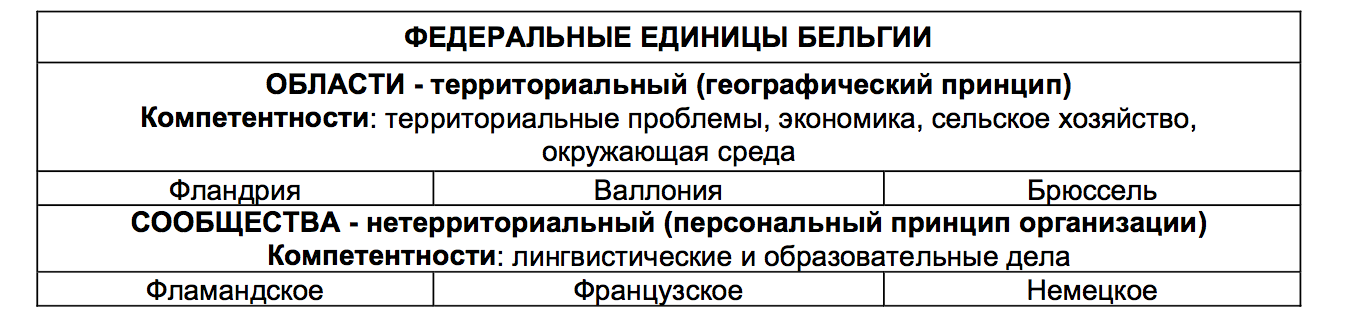 ФЕДЕРАЛЬНЫЕ ЕДИНИЦЫ БЕЛЬГИИ
ОБЛАСТИ - территориальный (географический принцип)
Компетентности: территориальные проблемы, экономика, сельское хозяйство,
окружающая среда
Фландрия Валлония Брюссель
СООБЩЕСТВА - нетерриториальный (персональный принцип организации)
Компетентности: лингвистические и образовательные дела
Фламандское Французское Немецкое